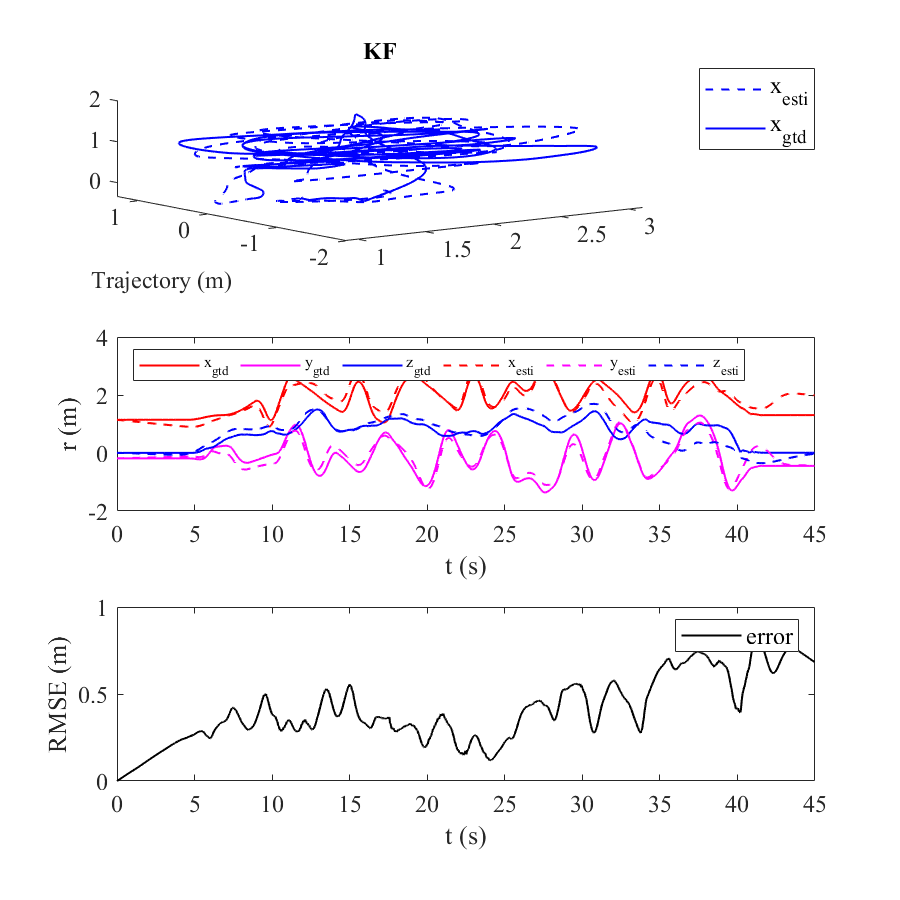 KF
x_esti
x_gtd
2
1
0
1
0
-1
-2
1
1.5
2
2.5
3
Trajectory (m)
4
2
0
-2
r (m)
x_gtd y_gtd z_gtd x_esti y_esti z_esti
0 5 10 15 20 25 30 35 40 45
t (s)
1
0.5
0
RMSE (m)
error
0 5 10 15 20 25 30 35 40 45
t (s)